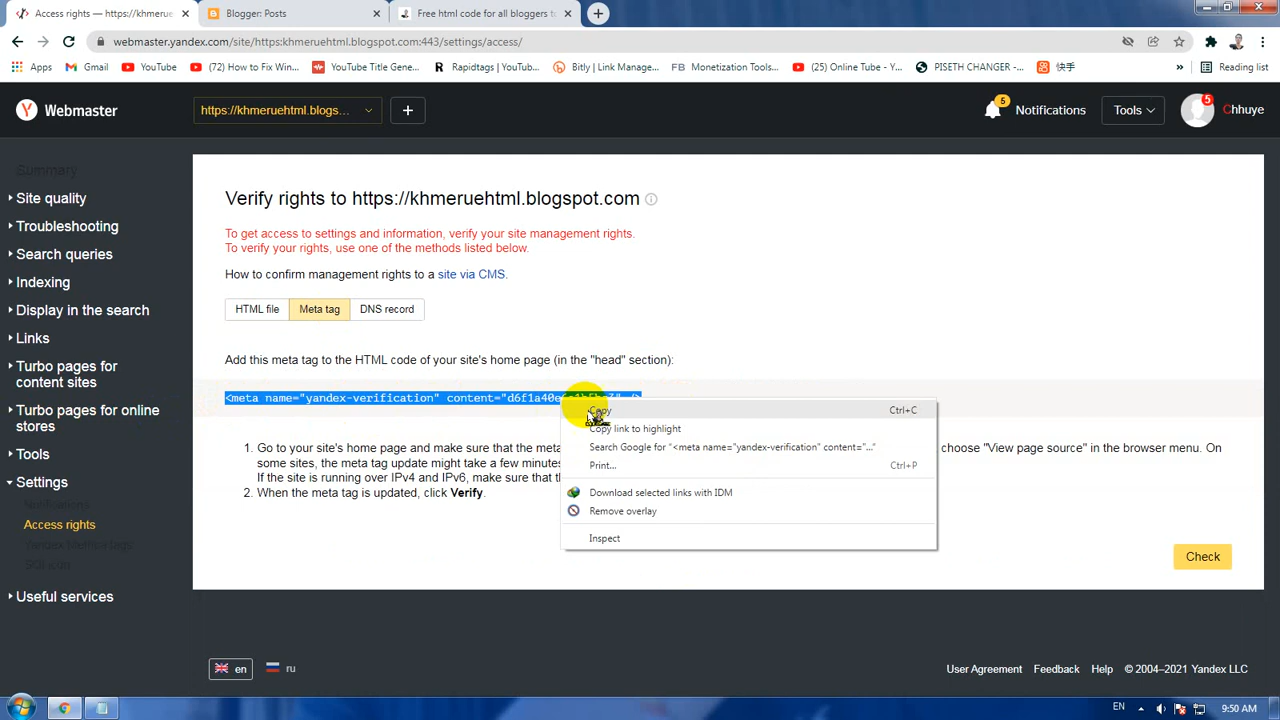 Access rights — https://khmerue
Blogger: Posts
Free html code for all bloggers to
webmaster.yandex.com/site/https:khmeruehtml.blogspot.com:443/settings/access/
Apps
Gmail
YouTube
(72) How to Fix Win...
YouTube Title Gene...
Rapidtags | YouTub...
Bitly | Link Manage...
Monetization Tools...
(25) Online Tube - Y...
PISETH CHANGER -...
快手
»
Reading list
Webmaster
https://khmeruehtml.blogs...
+
5
Notifications
Tools
5
Chhuye
Summary
Site quality
Troubleshooting
Search queries
Indexing
Display in the search
Links
Turbo pages for
content sites
Turbo pages for online
stores
Tools
Settings
Notifications
Access rights
Useful services
Verify rights to https://khmeruehtml.blogspot.com
To get access to settings and information, verify your site management rights.
To verify your rights, use one of the methods listed below.
How to confirm management rights to a site via CMS.
HTML file
Meta tag
DNS record
Add this meta tag to the HTML code of your site's home page (in the "head" section):
<meta name="yandex-verification" content=
1. Go to your site's home page and make sure that the meta
choose "View page source" in the browser menu. On
some sites, the meta tag update might take a few minutes
If the site is running over IPv4 and IPv6, make sure that
2. When the meta tag is updated, click Verify.
Copy Ctrl+C
Copy link to highlight
Search Google for "<meta name="yandex-verification" content="..."
Print... Ctrl+P
Download selected links with IDM
Remove overlay
Inspect
Check
en
ru
User Agreement
Feedback
Help
© 2004–2021 Yandex LLC
EN
9:50 AM